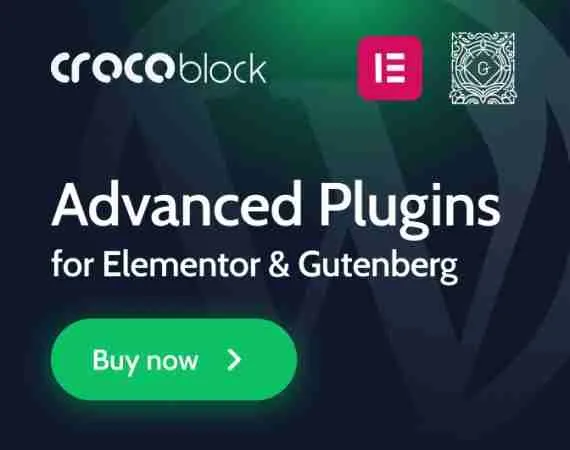 crocoblock
G
Advanced Plugins
for Elementor & Gutenberg
Buy now